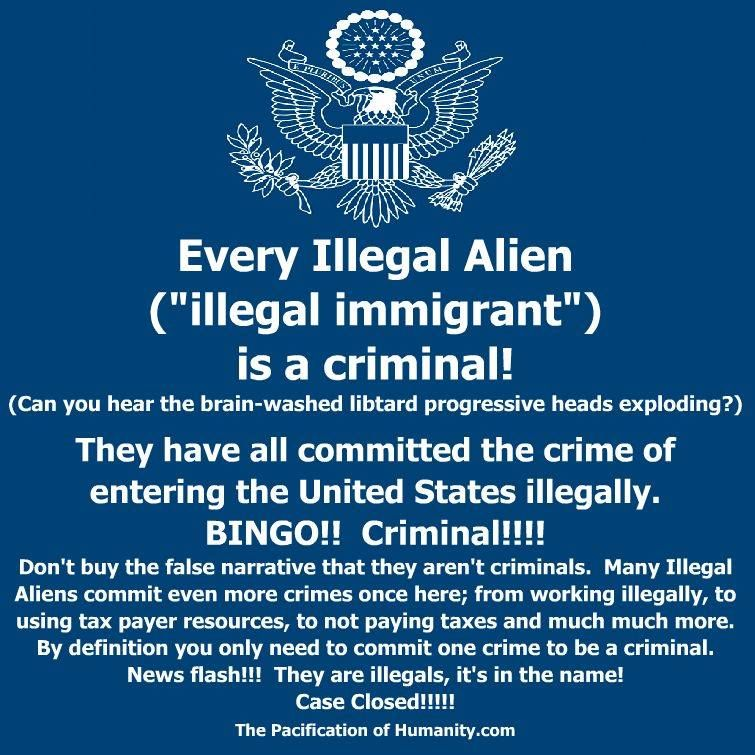 E PLURIBUS UNUM
Every Illegal Alien
("illegal immigrant")
is a criminal!
(Can you hear the brain-washed libtard progressive heads exploding?)
They have all committed the crime of
entering the United States illegally.
BINGO!!  Criminal!!!!
Don't buy the false narrative that they aren't criminals.  Many Illegal
Aliens commit even more crimes once here; from working illegally, to
using tax payer resources, to not paying taxes and much much more.
By definition you only need to commit one crime to be a criminal.
News flash!!!  They are illegals, it's in the name!
Case Closed!!!!!
The Pacification of Humanity.com